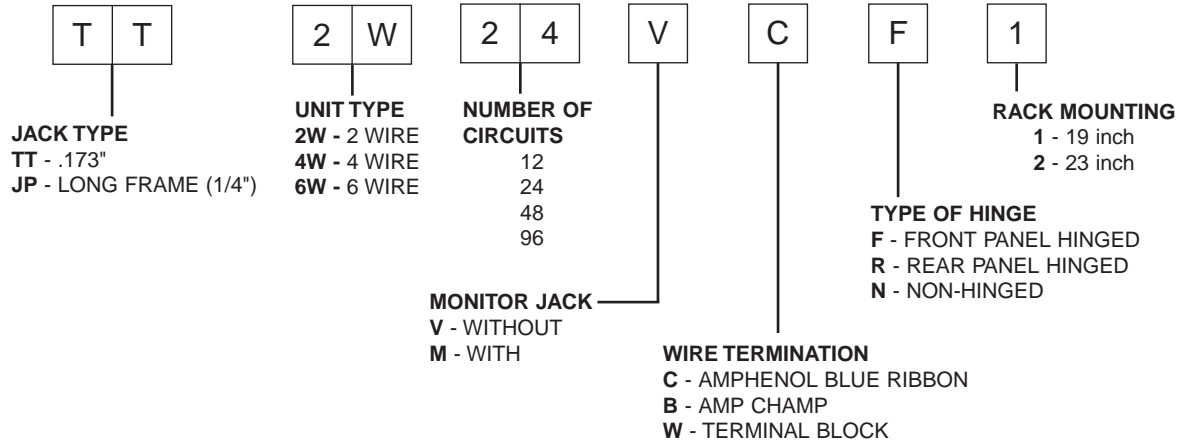 T T 2 W 2 4 V C F 1
JACK TYPE
TT - .173"
JP - LONG FRAME (1/4")
UNIT TYPE
2W - 2 WIRE
4W - 4 WIRE
6W - 6 WIRE
NUMBER OF
CIRCUITS
12
24
48
96
RACK MOUNTING
1 - 19 inch
2 - 23 inch
TYPE OF HINGE
F - FRONT PANEL HINGED
R - REAR PANEL HINGED
N - NON-HINGED
MONITOR JACK
V - WITHOUT
M - WITH
WIRE TERMINATION
C - AMPHENOL BLUE RIBBON
B - AMP CHAMP
W - TERMINAL BLOCK